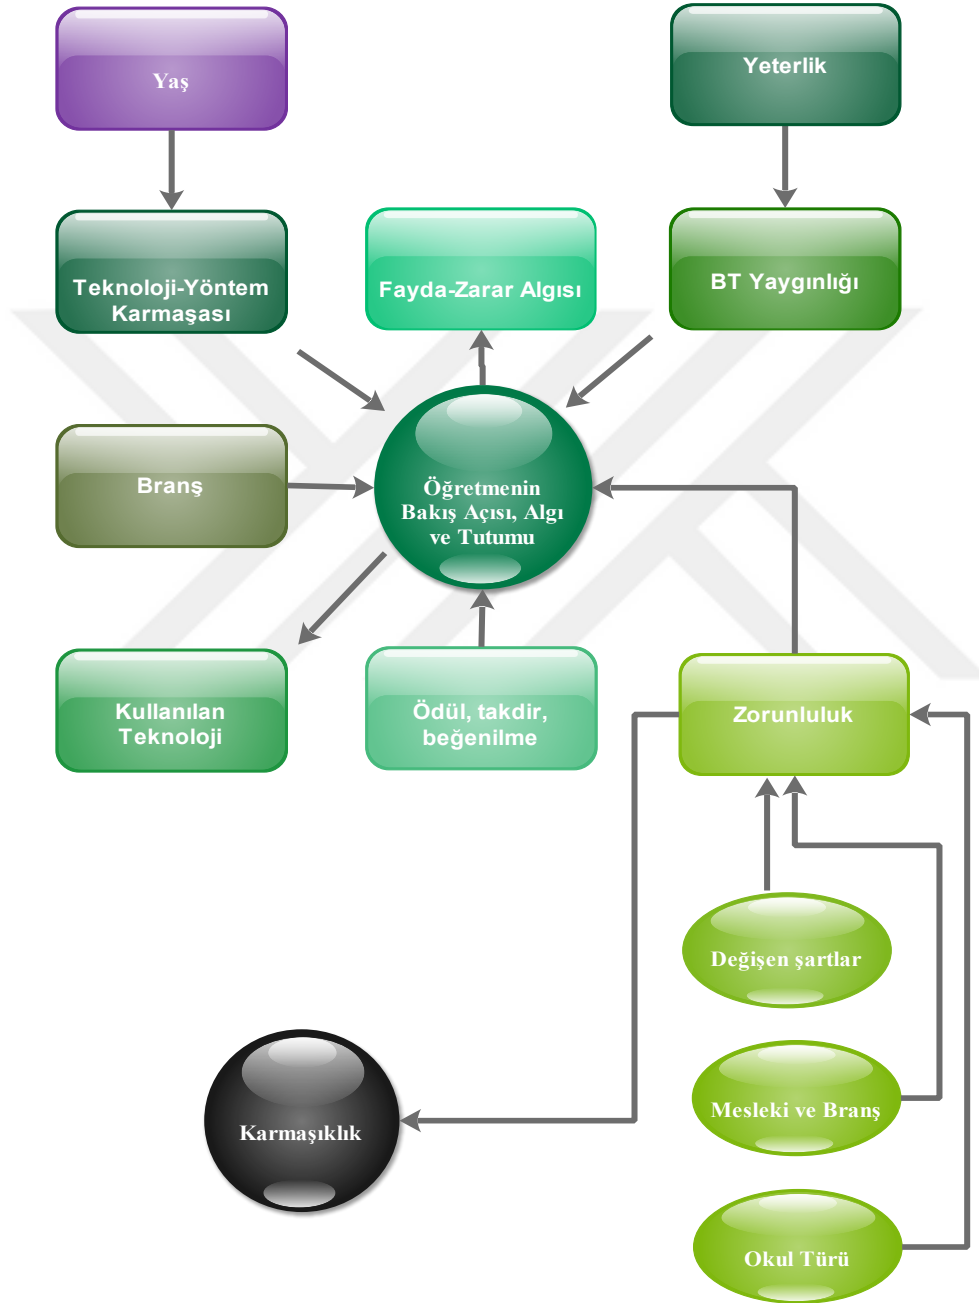 Yaş
Yeterlik
Teknoloji-Yöntem
Karmaşası
Fayda-Zarar Algısı
BT Yaygınlığı
Branş
Öğretmenin
Bakış Açısı, Algı
ve Tutumu
Kullanılan
Teknoloji
Ödül, takdir,
beğenilme
Zorunluluk
Değişen şartlar
Mesleki ve Branş
Karmaşıklık
Okul Türü